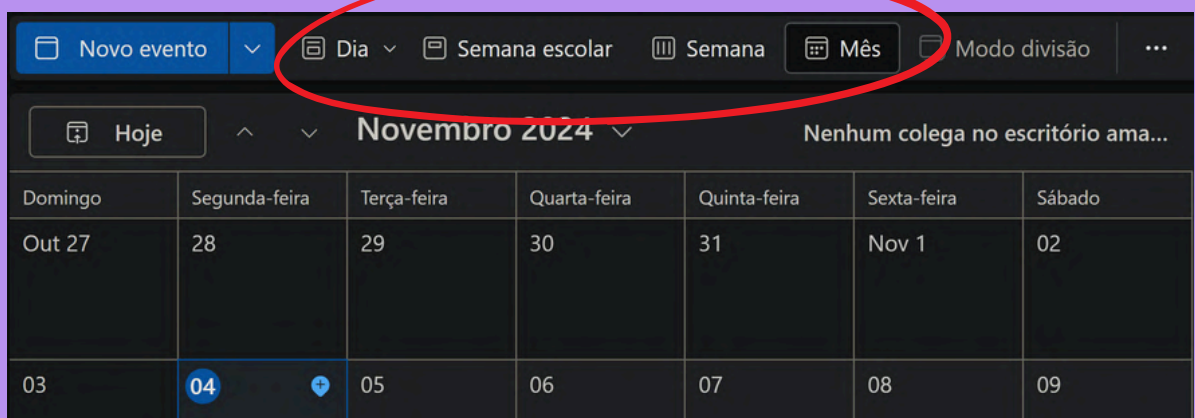 Novo evento Dia Semana escolar Semana Mês Modo divisão ...
Hoje Novembro 2024 Nenhum colega no escritório ama...
Domingo Segunda-feira Terça-feira Quarta-feira Quinta-feira Sexta-feira Sábado
Out 27 28 29 30 31 Nov 1 02
03 04 05 06 07 08 09